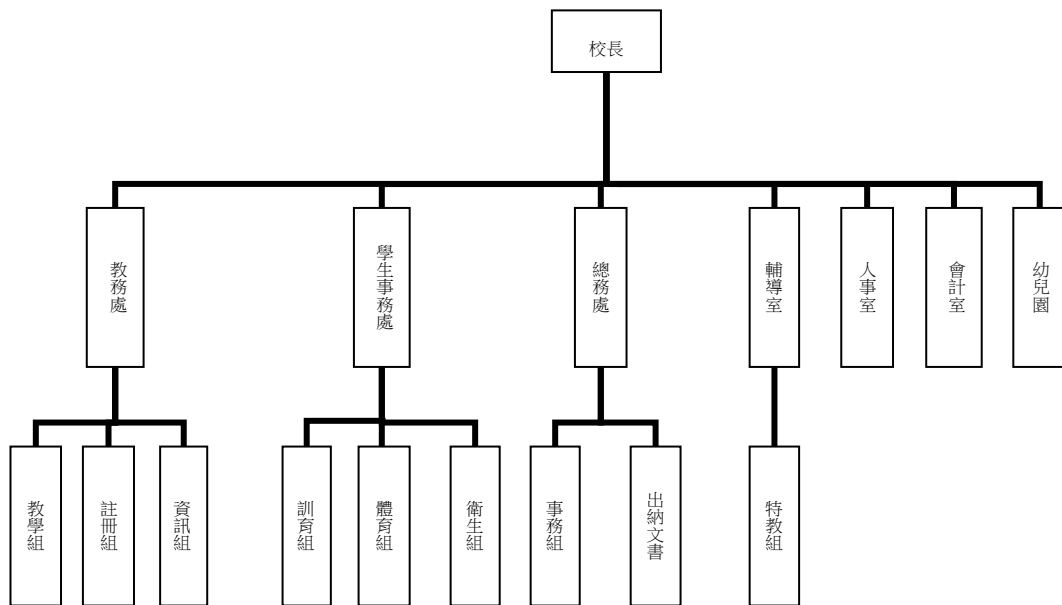 校長
教務處
學生事務處
總務處
輔導室
人事室
會計室
幼兒園
教學組
註冊組
資訊組
訓育組
體育組
衛生組
事務組
出納文書
特教組